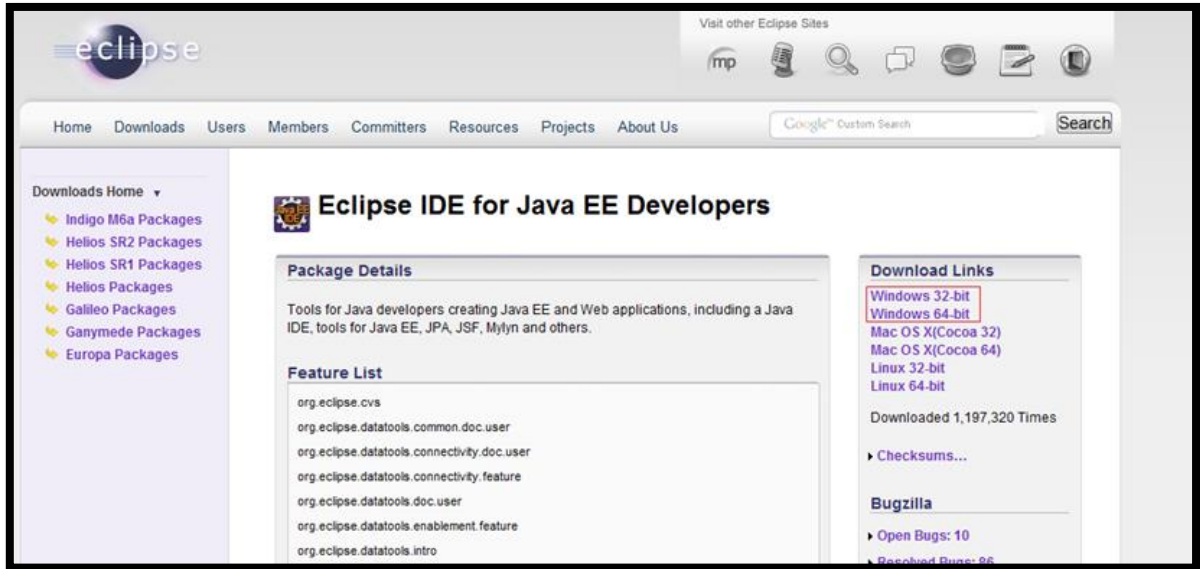 Visit other Eclipse Sites
eclipse
mp
Home Downloads Users Members Committers Resources Projects About Us
Google™ Custom Search
Search
Downloads Home
Indigo M6a Packages
Helios SR2 Packages
Helios SR1 Packages
Helios Packages
Galileo Packages
Ganymede Packages
Europa Packages
Java EE
IDE
Eclipse IDE for Java EE Developers
Package Details
Tools for Java developers creating Java EE and Web applications, including a Java
IDE, tools for Java EE, JPA, JSF, Mylyn and others.
Feature List
org.eclipse.cvs
org.eclipse.datatools.common.doc.user
org.eclipse.datatools.connectivity.doc.user
org.eclipse.datatools.connectivity.feature
org.eclipse.datatools.doc.user
org.eclipse.datatools.enablement.feature
org.eclipse.datatools.intro
Download Links
Windows 32-bit
Windows 64-bit
Mac OS X(Cocoa 32)
Mac OS X(Cocoa 64)
Linux 32-bit
Linux 64-bit
Downloaded 1,197,320 Times
Checksums...
Bugzilla
Open Bugs: 10
Resolved Bugs: 86